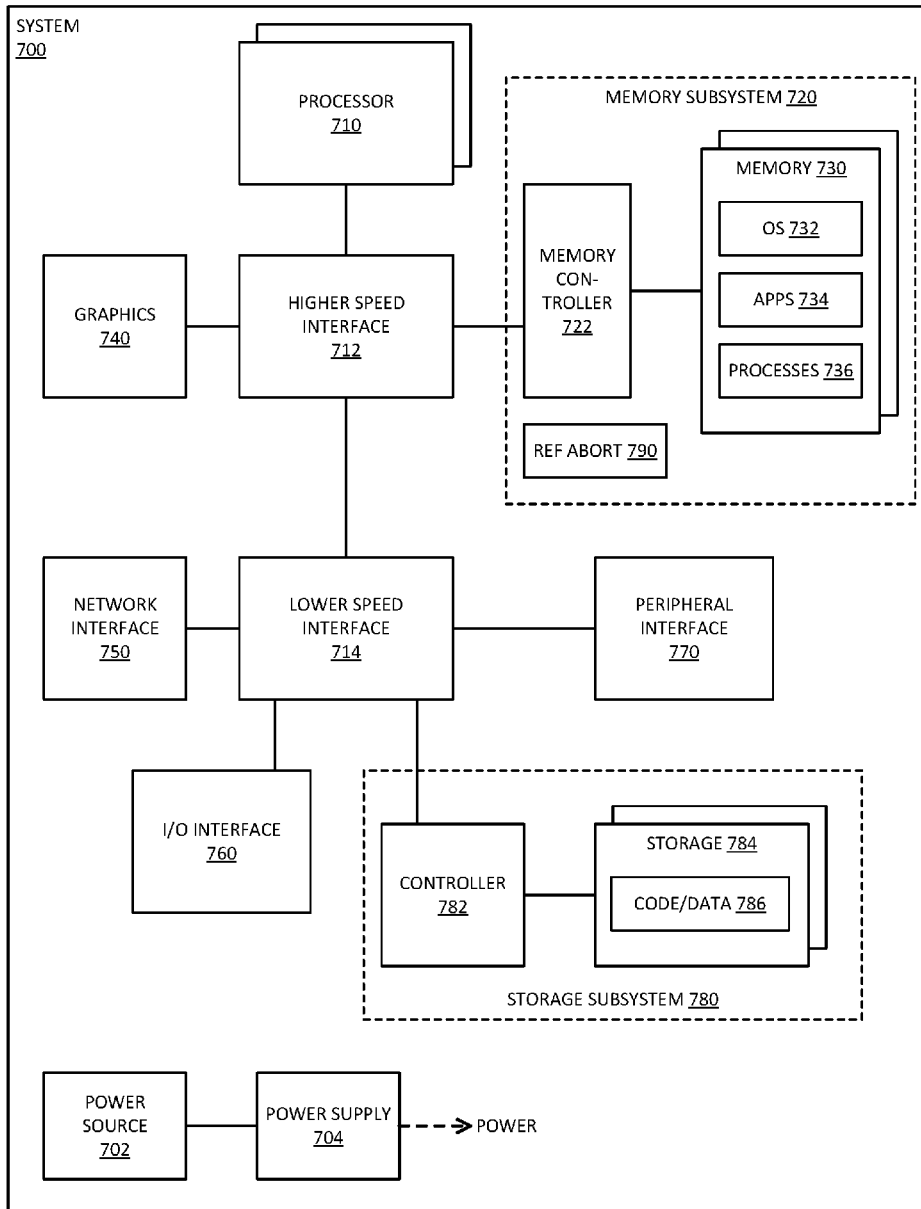 SYSTEM
700
PROCESSOR
710
MEMORY SUBSYSTEM 720
MEMORY 730
OS 732
APPS 734
PROCESSES 736
MEMORY
CON-
TROLLER
722
REF ABORT 790
GRAPHICS
740
HIGHER SPEED
INTERFACE
712
NETWORK
INTERFACE
750
LOWER SPEED
INTERFACE
714
PERIPHERAL
INTERFACE
770
I/O INTERFACE
760
CONTROLLER
782
STORAGE 784
CODE/DATA 786
STORAGE SUBSYSTEM 780
POWER
SOURCE
702
POWER SUPPLY
704
POWER